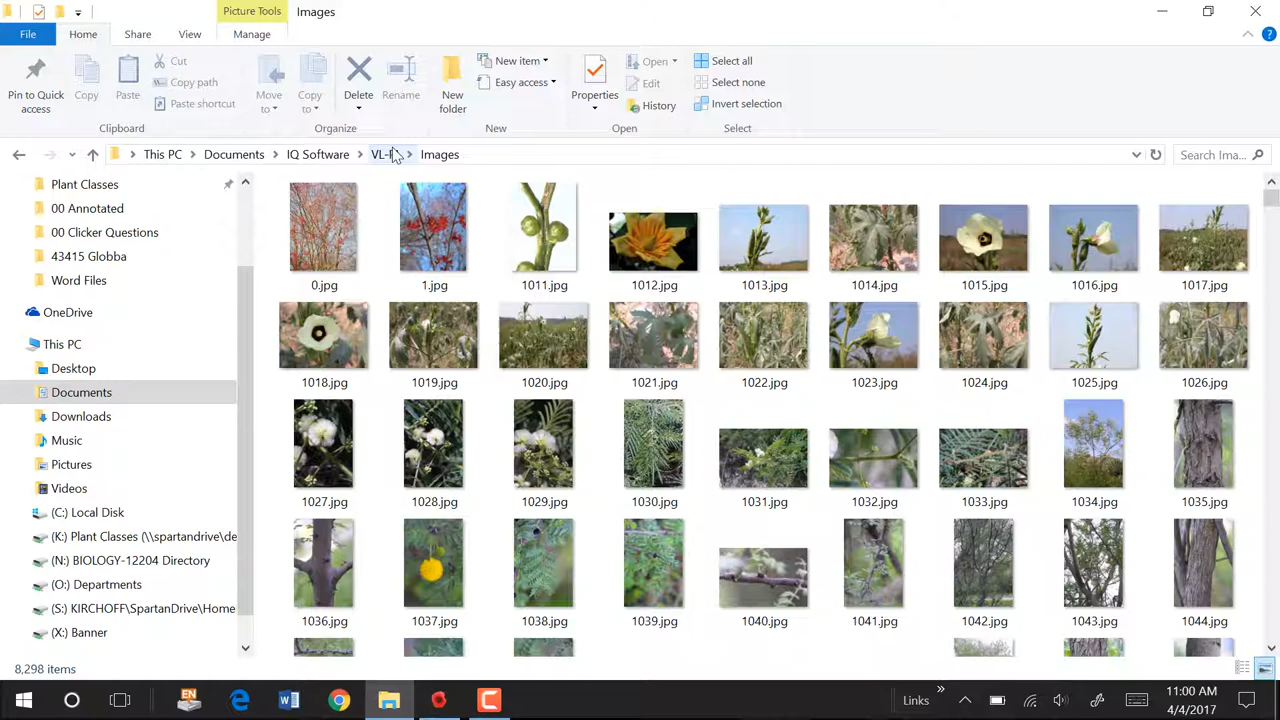 Picture Tools Images
File Home Share View Manage
Pin to Quick access
Copy
Paste
Cut
Copy path
Paste shortcut
Clipboard
Move to
Copy to
Delete
Rename
Organize
New folder
New item
Easy access
New
Properties
Open
Edit
History
Open
Select all
Select none
Invert selection
Select
This PC Documents IQ Software Images
Search Ima...
Plant Classes
00 Annotated
00 Clicker Questions
43415 Globba
Word Files
OneDrive
This PC
Desktop
Documents
Downloads
Music
Pictures
Videos
(C:) Local Disk
(K:) Plant Classes (\\spartandrive\de
(N:) BIOLOGY-12204 Directory
(O:) Departments
(S:) KIRCHOFF\SpartanDrive\Home
(X:) Banner
0.jpg 1.jpg 1011.jpg 1012.jpg 1013.jpg 1014.jpg 1015.jpg 1016.jpg 1017.jpg
1018.jpg 1019.jpg 1020.jpg 1021.jpg 1022.jpg 1023.jpg 1024.jpg 1025.jpg 1026.jpg
1027.jpg 1028.jpg 1029.jpg 1030.jpg 1031.jpg 1032.jpg 1033.jpg 1034.jpg 1035.jpg
1036.jpg 1037.jpg 1038.jpg 1039.jpg 1040.jpg 1041.jpg 1042.jpg 1043.jpg 1044.jpg
8,298 items
EN
Links
11:00 AM
4/4/2017